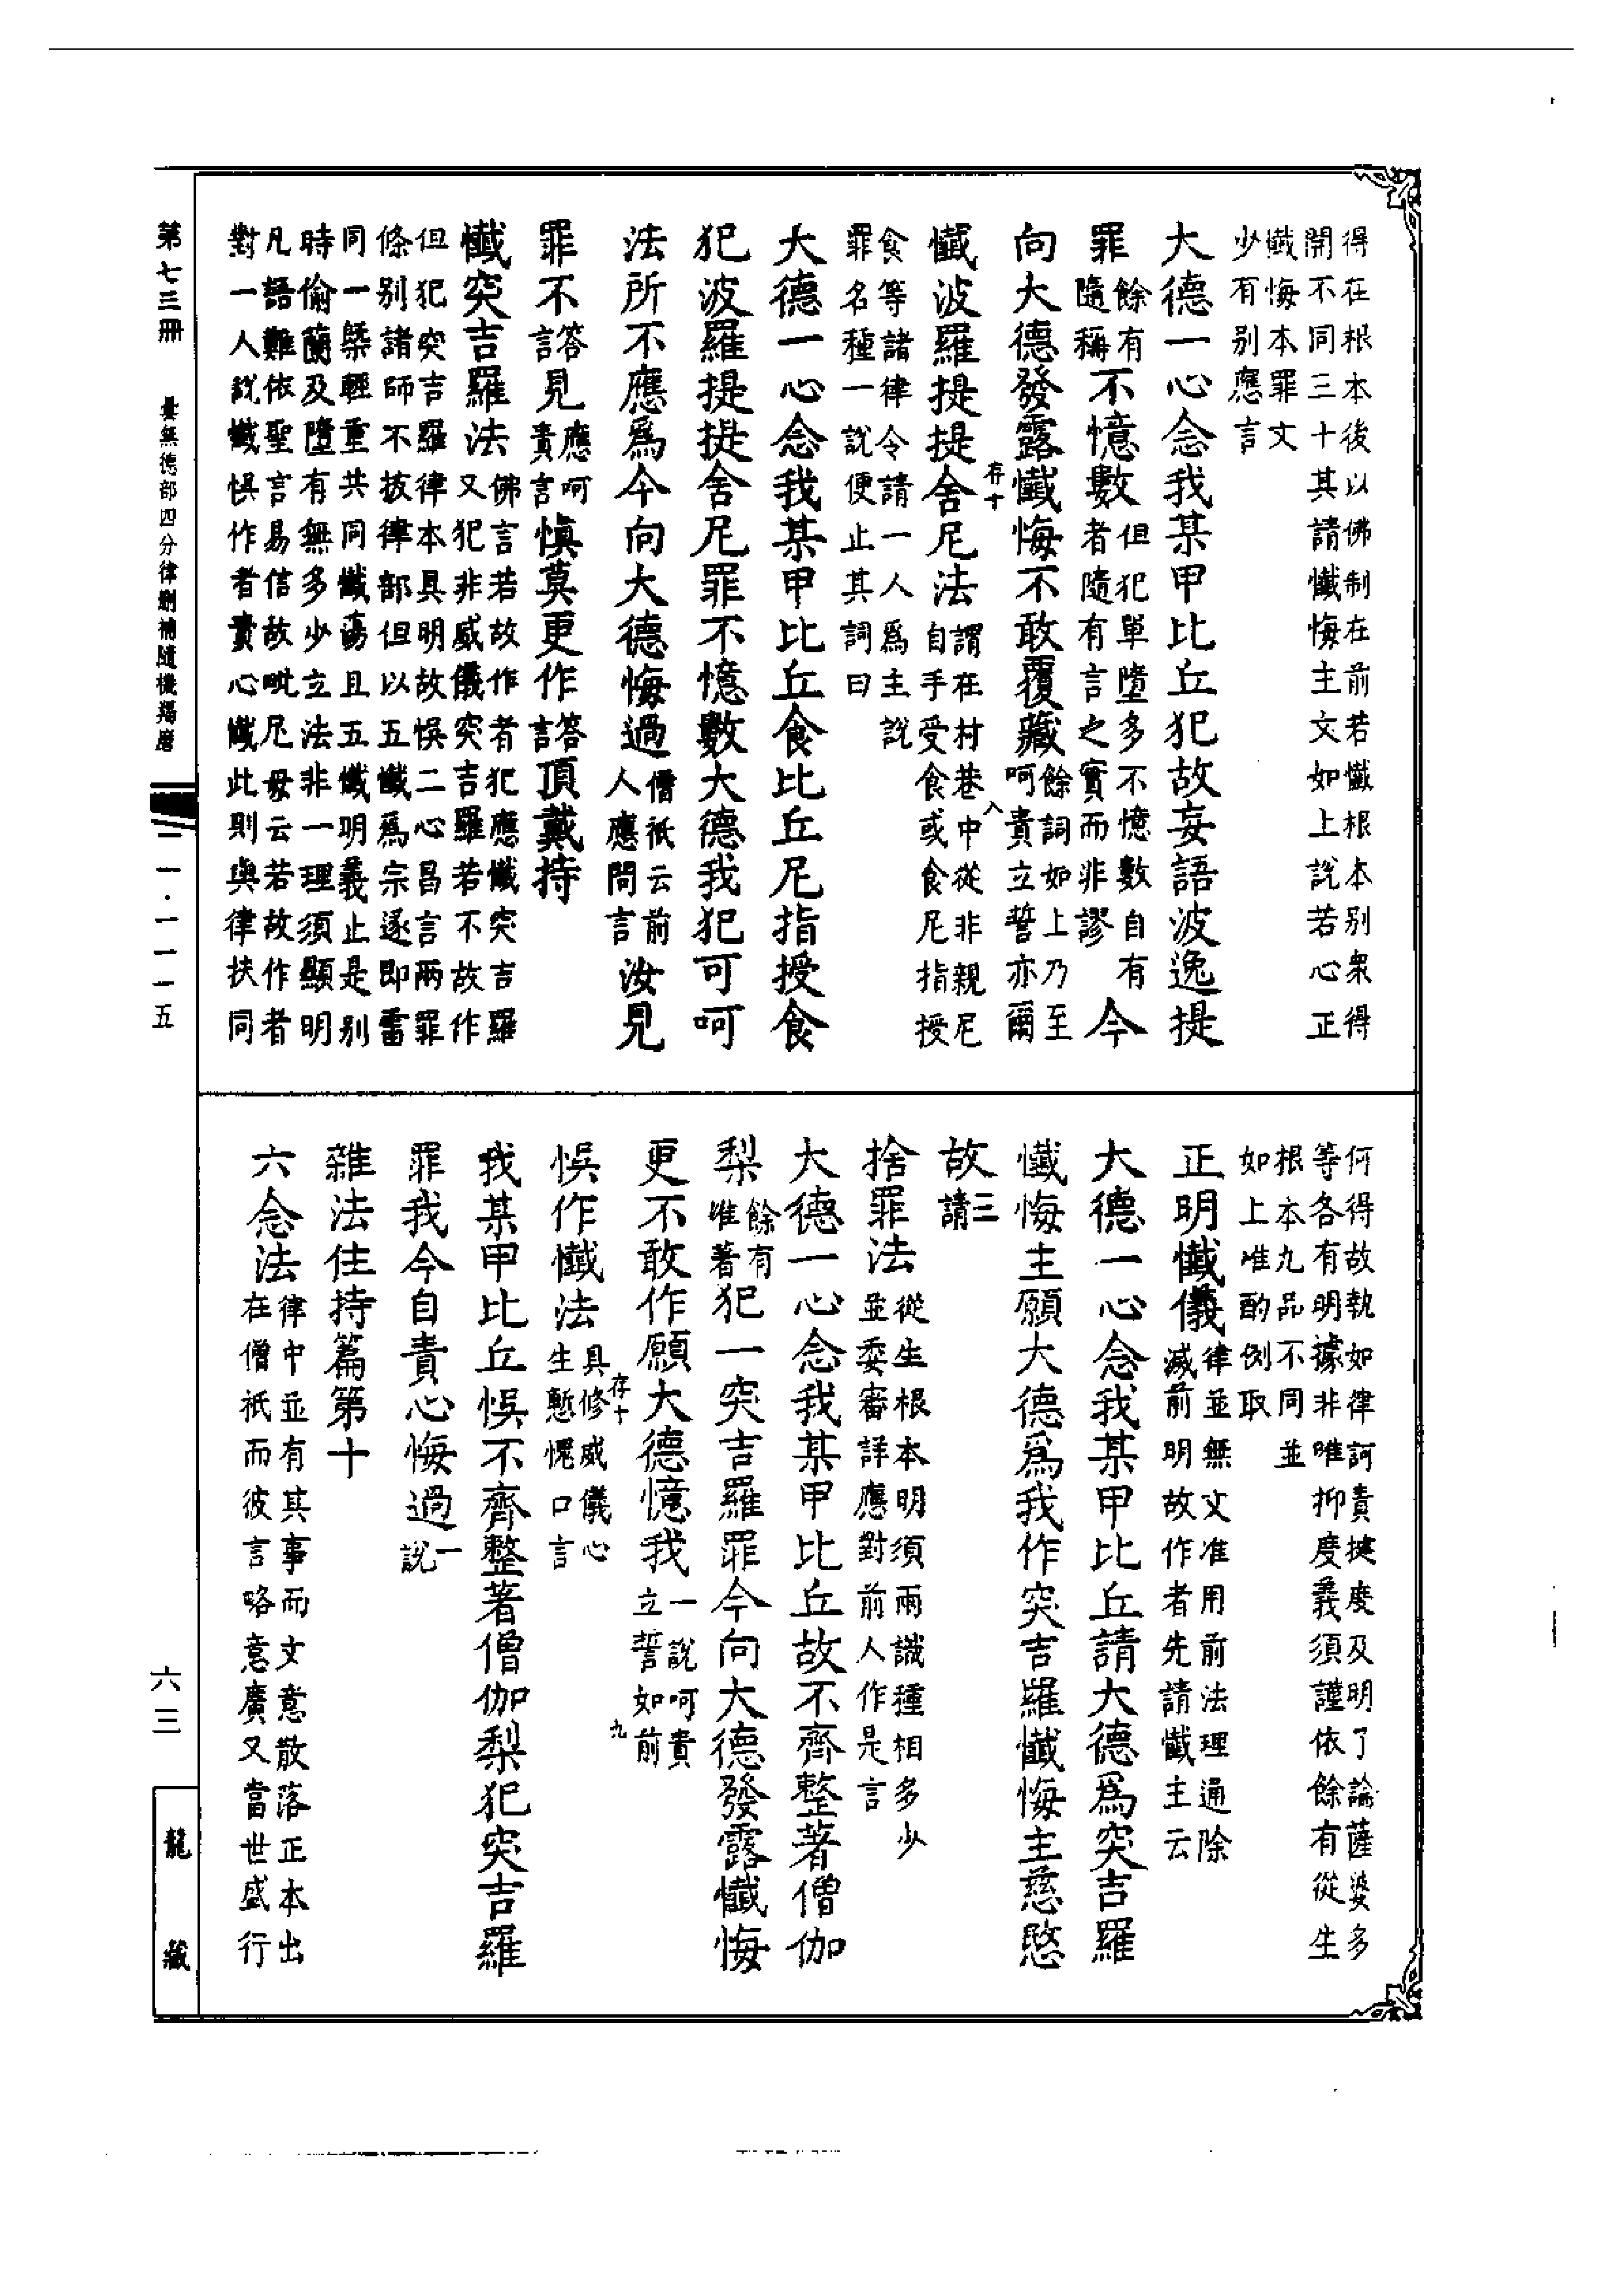 得在根本後以佛制在前若懺根本別衆得
開不同三十其請懺悔主文如上說若心正
懺悔本罪文
少有別應言
大德一心念我某甲比丘犯故妄語波逸提
罪餘有隨稱不憶數但犯單墮多不憶數自有者隨有言之實而非謬今
向大德發露懺悔不敢覆藏餘詞如上乃至呵責立誓亦爾
存十 八
懺波羅提提舍尼法謂在村巷中從非親尼自手受食或食尼指授
食等諸律令請一人爲主說
罪名種一說便止其詞曰
大德一心念我某甲比丘食比丘尼指授食
犯波羅提提舍尼罪不憶數大德我犯可呵
法所不應爲今向大德悔過僧祇云前人應問言汝見
罪不答言見應呵責言慎莫更作答言頂戴持
懺突吉羅法佛言若故作者犯應懺突吉羅又犯非威儀突吉羅若不故作
但犯突吉羅律本具明故悞二心昌言兩罪
條別諸師不披律部但以五懺爲宗遂即雷
同一槩輕重共同懺蕩且五懺明義止是別
時偷蘭及墮有無多少立法非一理須顯明
凡語難依聖言易信故毗尼母云若故作者
對一人說懺悞作者責心懺此則與律扶同
何得故執如律訶責揵度及明了論薩婆多
等各有明據非唯抑度義須謹依餘有從生
根本九品不同並
如上唯酌例取
正明懺儀律並無文准用前法理通除滅前明故作者先請懺主云
大德一心念我某甲比丘請大德爲突吉羅
懺悔主願大德爲我作突吉羅懺悔主慈愍
故三請
捨罪法從生根本明須兩識種相多少並委審詳應對前人作是言
大德一心念我某甲比丘故不齊整著僧伽
梨餘有唯著犯一突吉羅罪今向大德發露懺悔
更不敢作願大德憶我一說呵責立誓如前
存十 九
悞作懺法具修威儀心生慙愧口言
我某甲比丘悞不齊整著僧伽梨犯突吉羅
罪我今自責心悔過一說
雜法住持篇第十
六念法律中並有其事而文意散落正本出在僧祇而彼言略意廣又當世盛行
第七三冊
曇無德部四分律刪補隨機羯磨
二一·一一一五
六三
龍藏